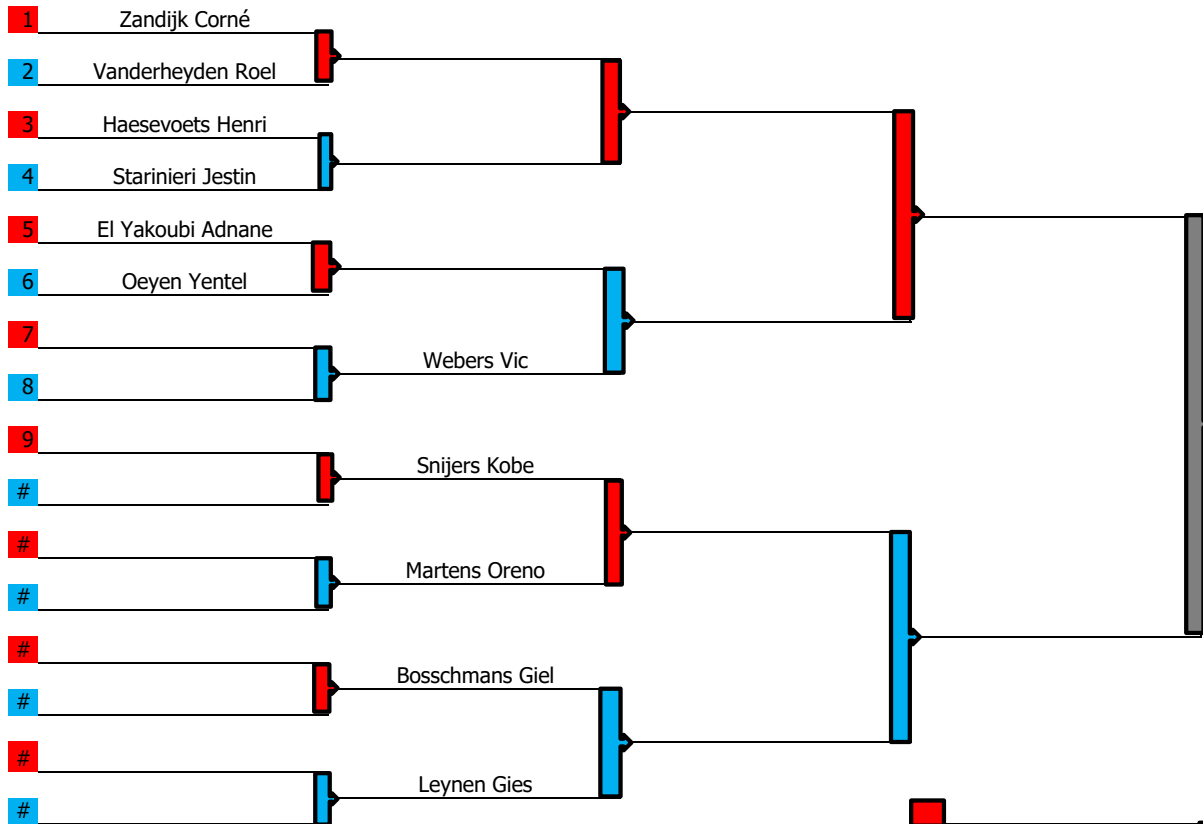 1 Zandijk Corné
2 Vanderheyden Roel
3 Haesevoets Henri
4 Starinieri Jestin
5 El Yakoubi Adnane
6 Oeyen Yentel
7
Webers Vic
8
9
Snijers Kobe
#
#
Martens Oreno
#
#
Bosschmans Giel
#
#
Leynen Gies
#